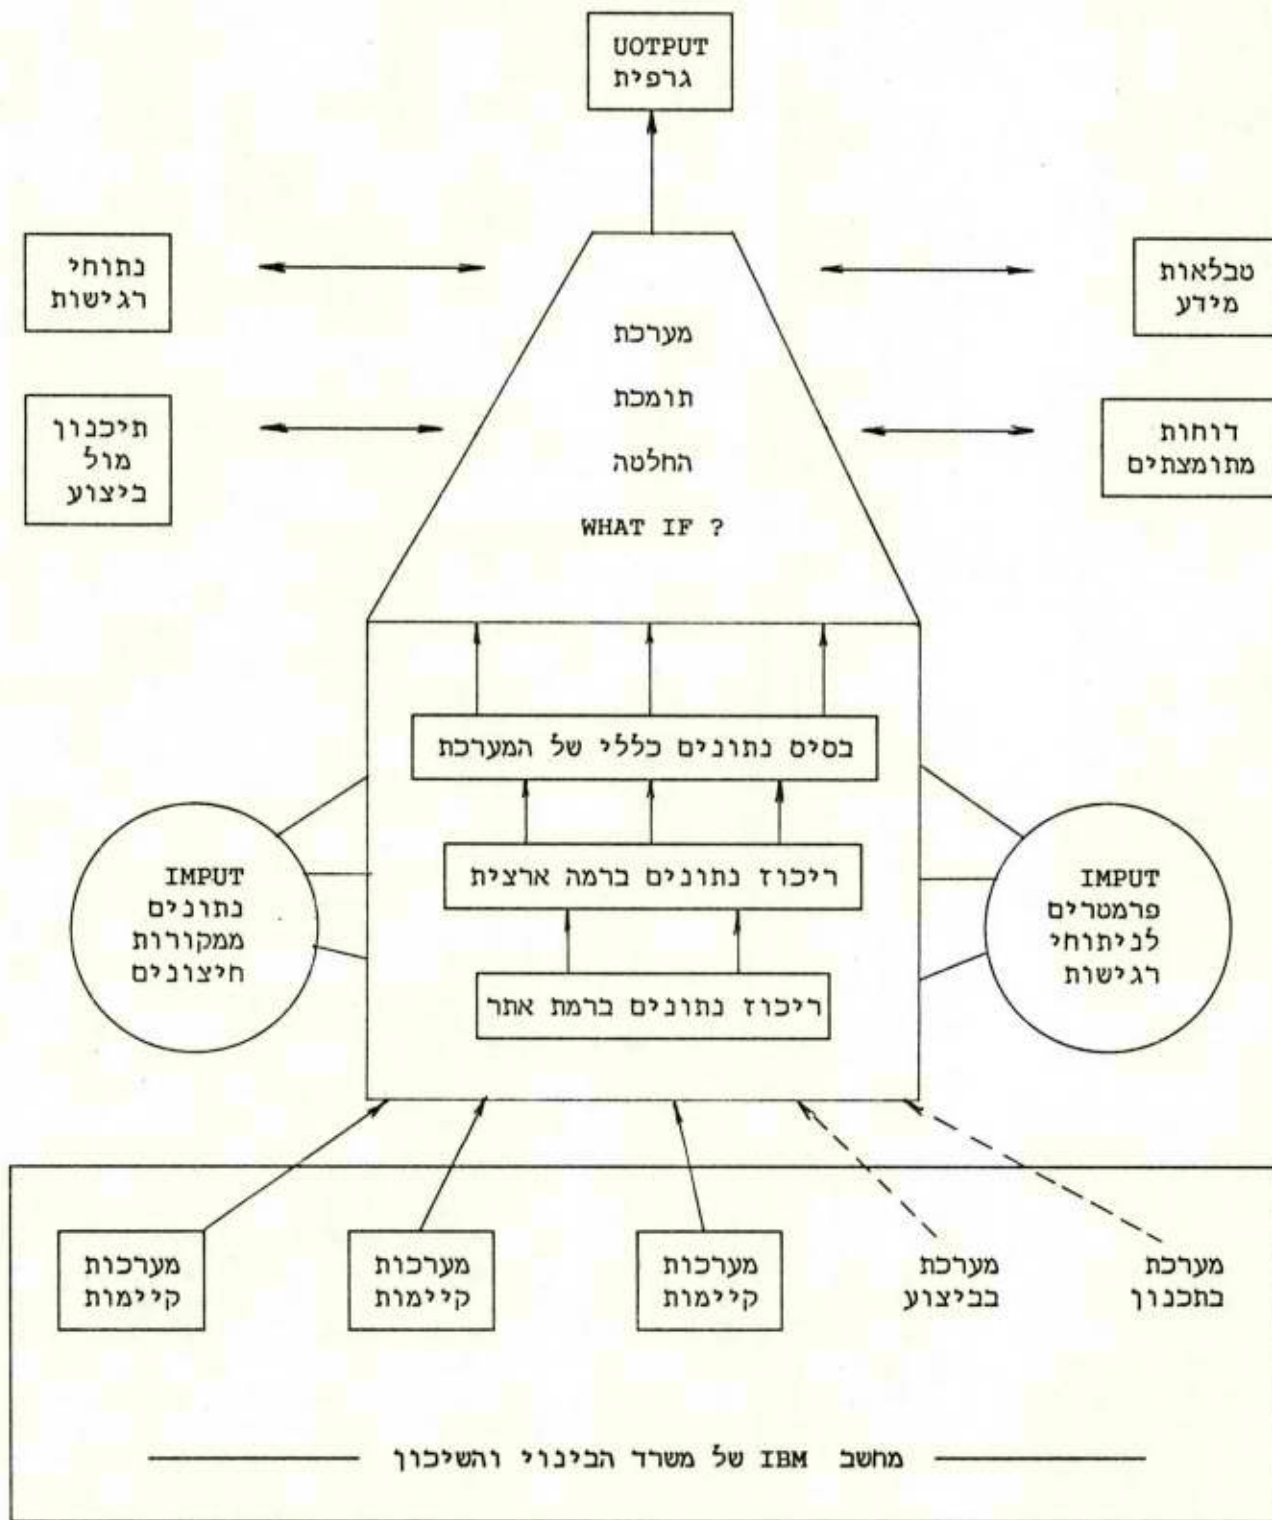 UOTPUT
גרפית
נתוחי
רגישות
טבלאות
מידע
תיכנון
מול
ביצוע
דוחות
מתומצתים
מערכת
תומכת
החלטה
WHAT IF ?
בסיס נתונים כללי של המערכת
ריכוז נתונים ברמה ארצית
ריכוז נתונים ברמת אתר
IMPUT
פרמטרים
לניתוחי
רגישות
IMPUT
נתונים
ממקורות
חיצונים
מערכת
בתכנון
מערכת
בביצוע
מערכות
קיימות
מערכות
קיימות
מערכות
קיימות
מחשב IBM של משרד הבינוי והשיכון